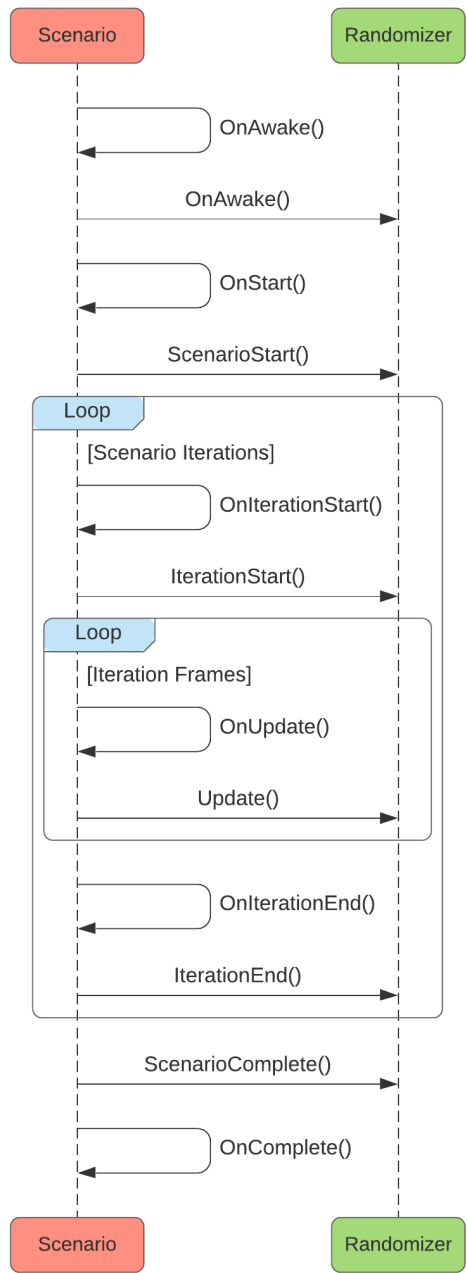 Scenario
Randomizer
OnAwake()
OnAwake()
OnStart()
ScenarioStart()
Loop
[Scenario Iterations]
OnIterationStart()
IterationStart()
Loop
[Iteration Frames]
OnUpdate()
Update()
OnIterationEnd()
IterationEnd()
ScenarioComplete()
OnComplete()
Scenario
Randomizer